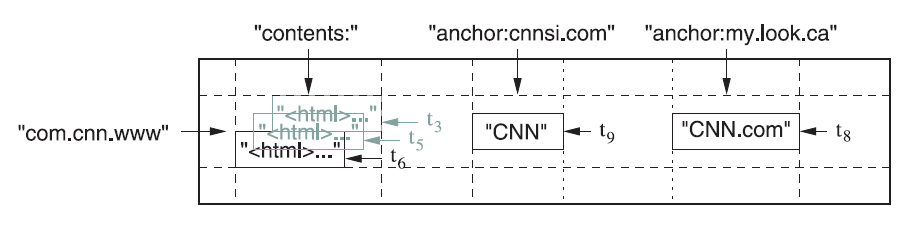 "contents:" "anchor:cnnsi.com" "anchor:my.look.ca"
"<html>..." t3
"com.cnn.www" "<html>..." t5 "CNN" t9 "CNN.com" t8
"<html>..." t6